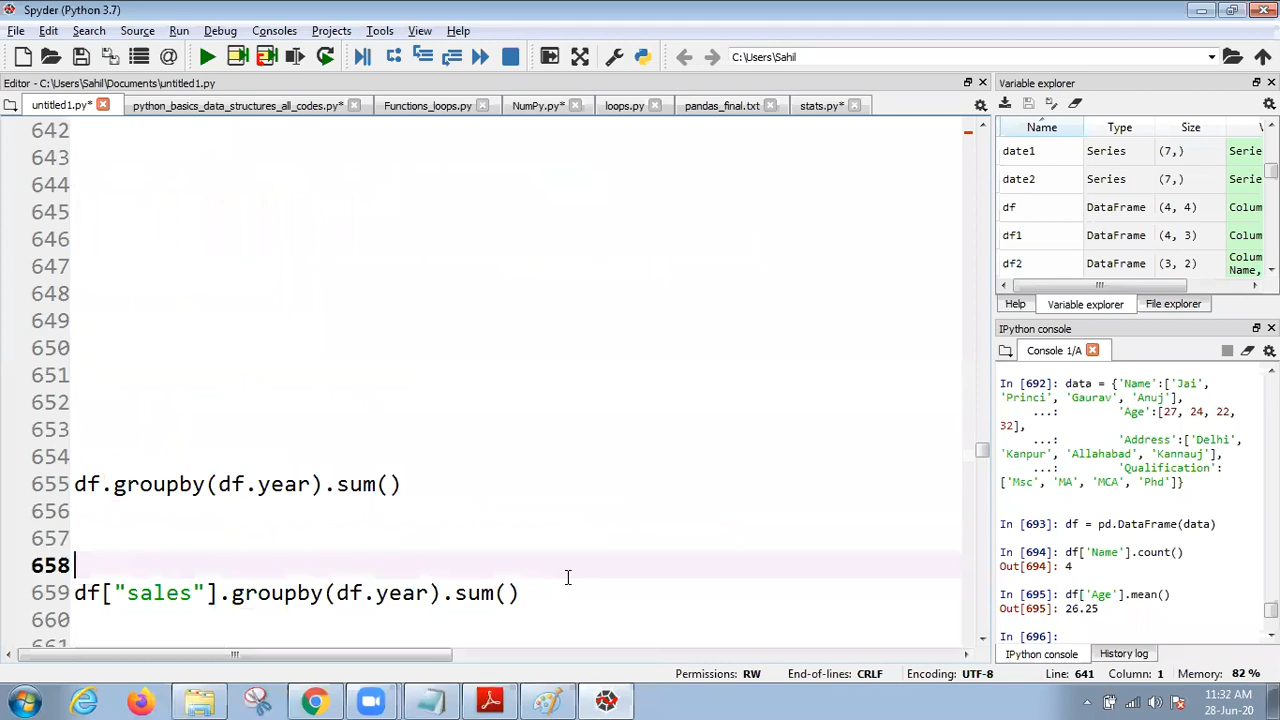 Spyder (Python 3.7)
File Edit Search Source Run Debug Consoles Projects Tools View Help
C:\Users\Sahil
Editor - C:\Users\Sahil\Documents\untitled1.py
untitled1.py* python_basics_data_structures_all_codes.py* Functions_loops.py NumPy.py* loops.py pandas_final.txt stats.py*
642
643
644
645
646
647
648
649
650
651
652
653
654
655 df.groupby(df.year).sum()
656
657
658
659 df["sales"].groupby(df.year).sum()
660
661
Variable explorer
Name Type Size V
date1 Series (7,) Serie
date2 Series (7,) Serie
df DataFrame (4, 4) Colum
df1 DataFrame (4, 3) Colum
df2 DataFrame (3, 2) Colum
Name,
Help Variable explorer File explorer
IPython console
Console 1/A
In [692]: data = {'Name':['Jai',
'Princi', 'Gaurav', 'Anuj'],
...: 'Age':[27, 24, 22,
32],
...: 'Address':['Delhi',
'Kanpur', 'Allahabad', 'Kannauj'],
...: 'Qualification':
['Msc', 'MA', 'MCA', 'Phd']}
In [693]: df = pd.DataFrame(data)
In [694]: df['Name'].count()
Out[694]: 4
In [695]: df['Age'].mean()
Out[695]: 26.25
In [696]:
IPython console History log
Permissions: RW End-of-lines: CRLF Encoding: UTF-8 Line: 641 Column: 1 Memory: 82 %
11:32 AM
28-Jun-20